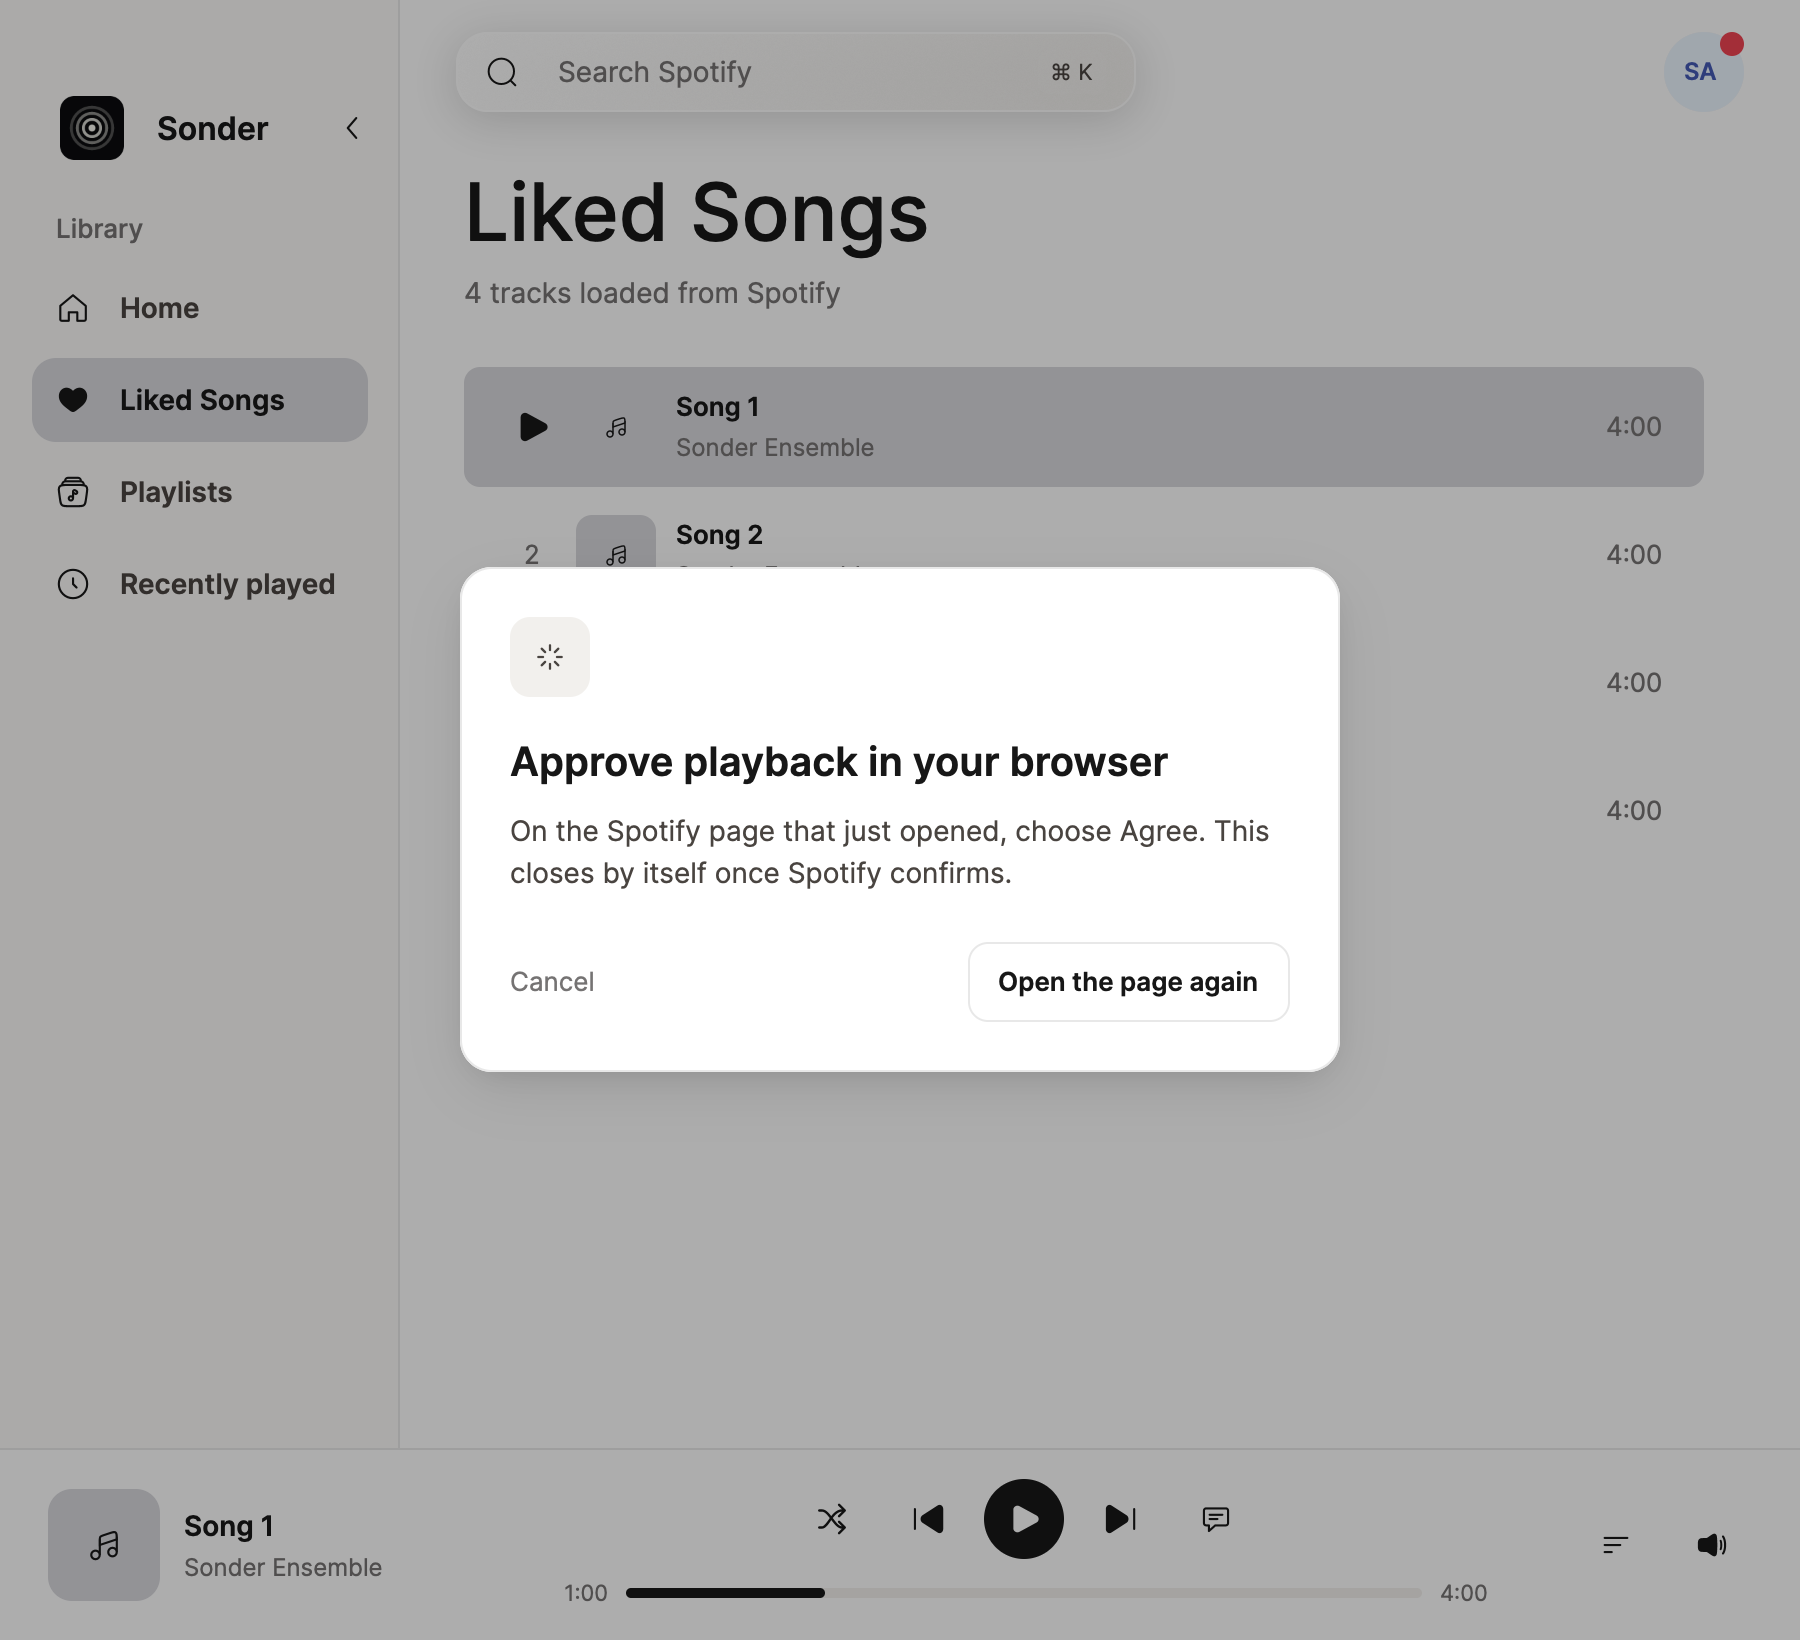 Search Spotify
⌘ K
SA
Sonder
Library
Home
Liked Songs
Playlists
Recently played
Liked Songs
4 tracks loaded from Spotify
Song 1
Sonder Ensemble
4:00
2
Song 2
4:00
4:00
4:00
Approve playback in your browser
On the Spotify page that just opened, choose Agree. This
closes by itself once Spotify confirms.
Cancel
Open the page again
Song 1
Sonder Ensemble
1:00
4:00